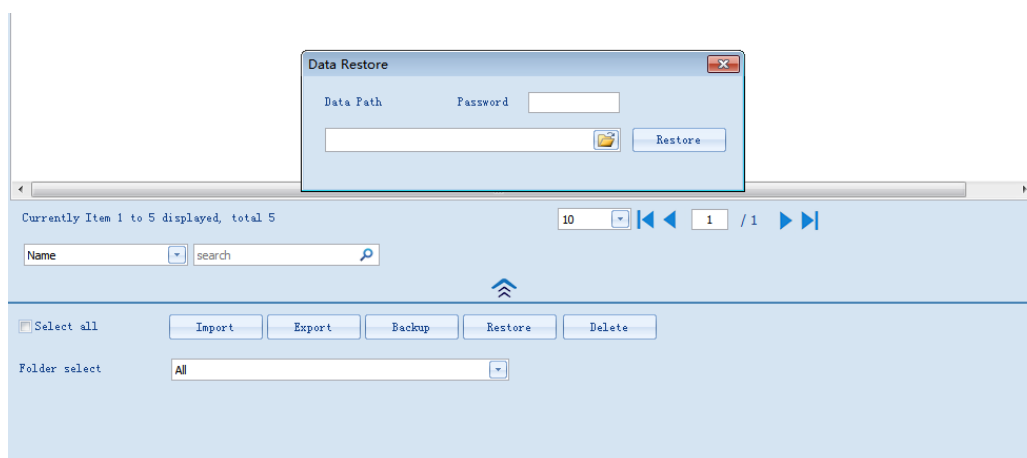 Data Restore
Data Path Password
Restore
Currently Item 1 to 5 displayed, total 5 10 1 / 1
Name search
Select all Import Export Backup Restore Delete
Folder select All